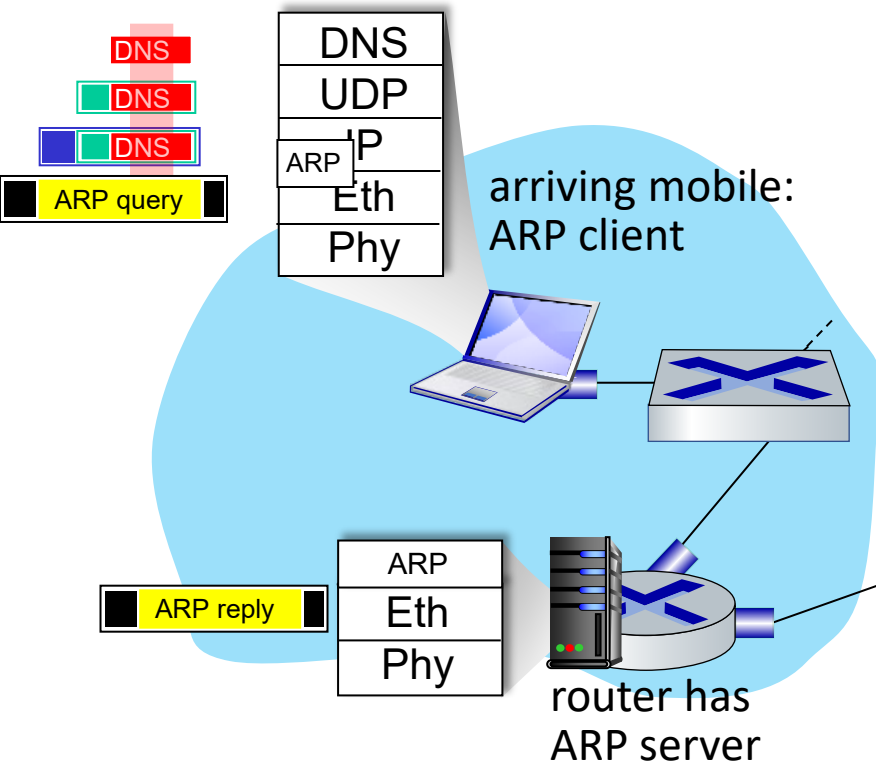 DNS
DNS
DNS
ARP query
DNS
UDP
IP
ARP
Eth
Phy
arriving mobile:
ARP client
ARP reply
ARP
Eth
Phy
router has
ARP server